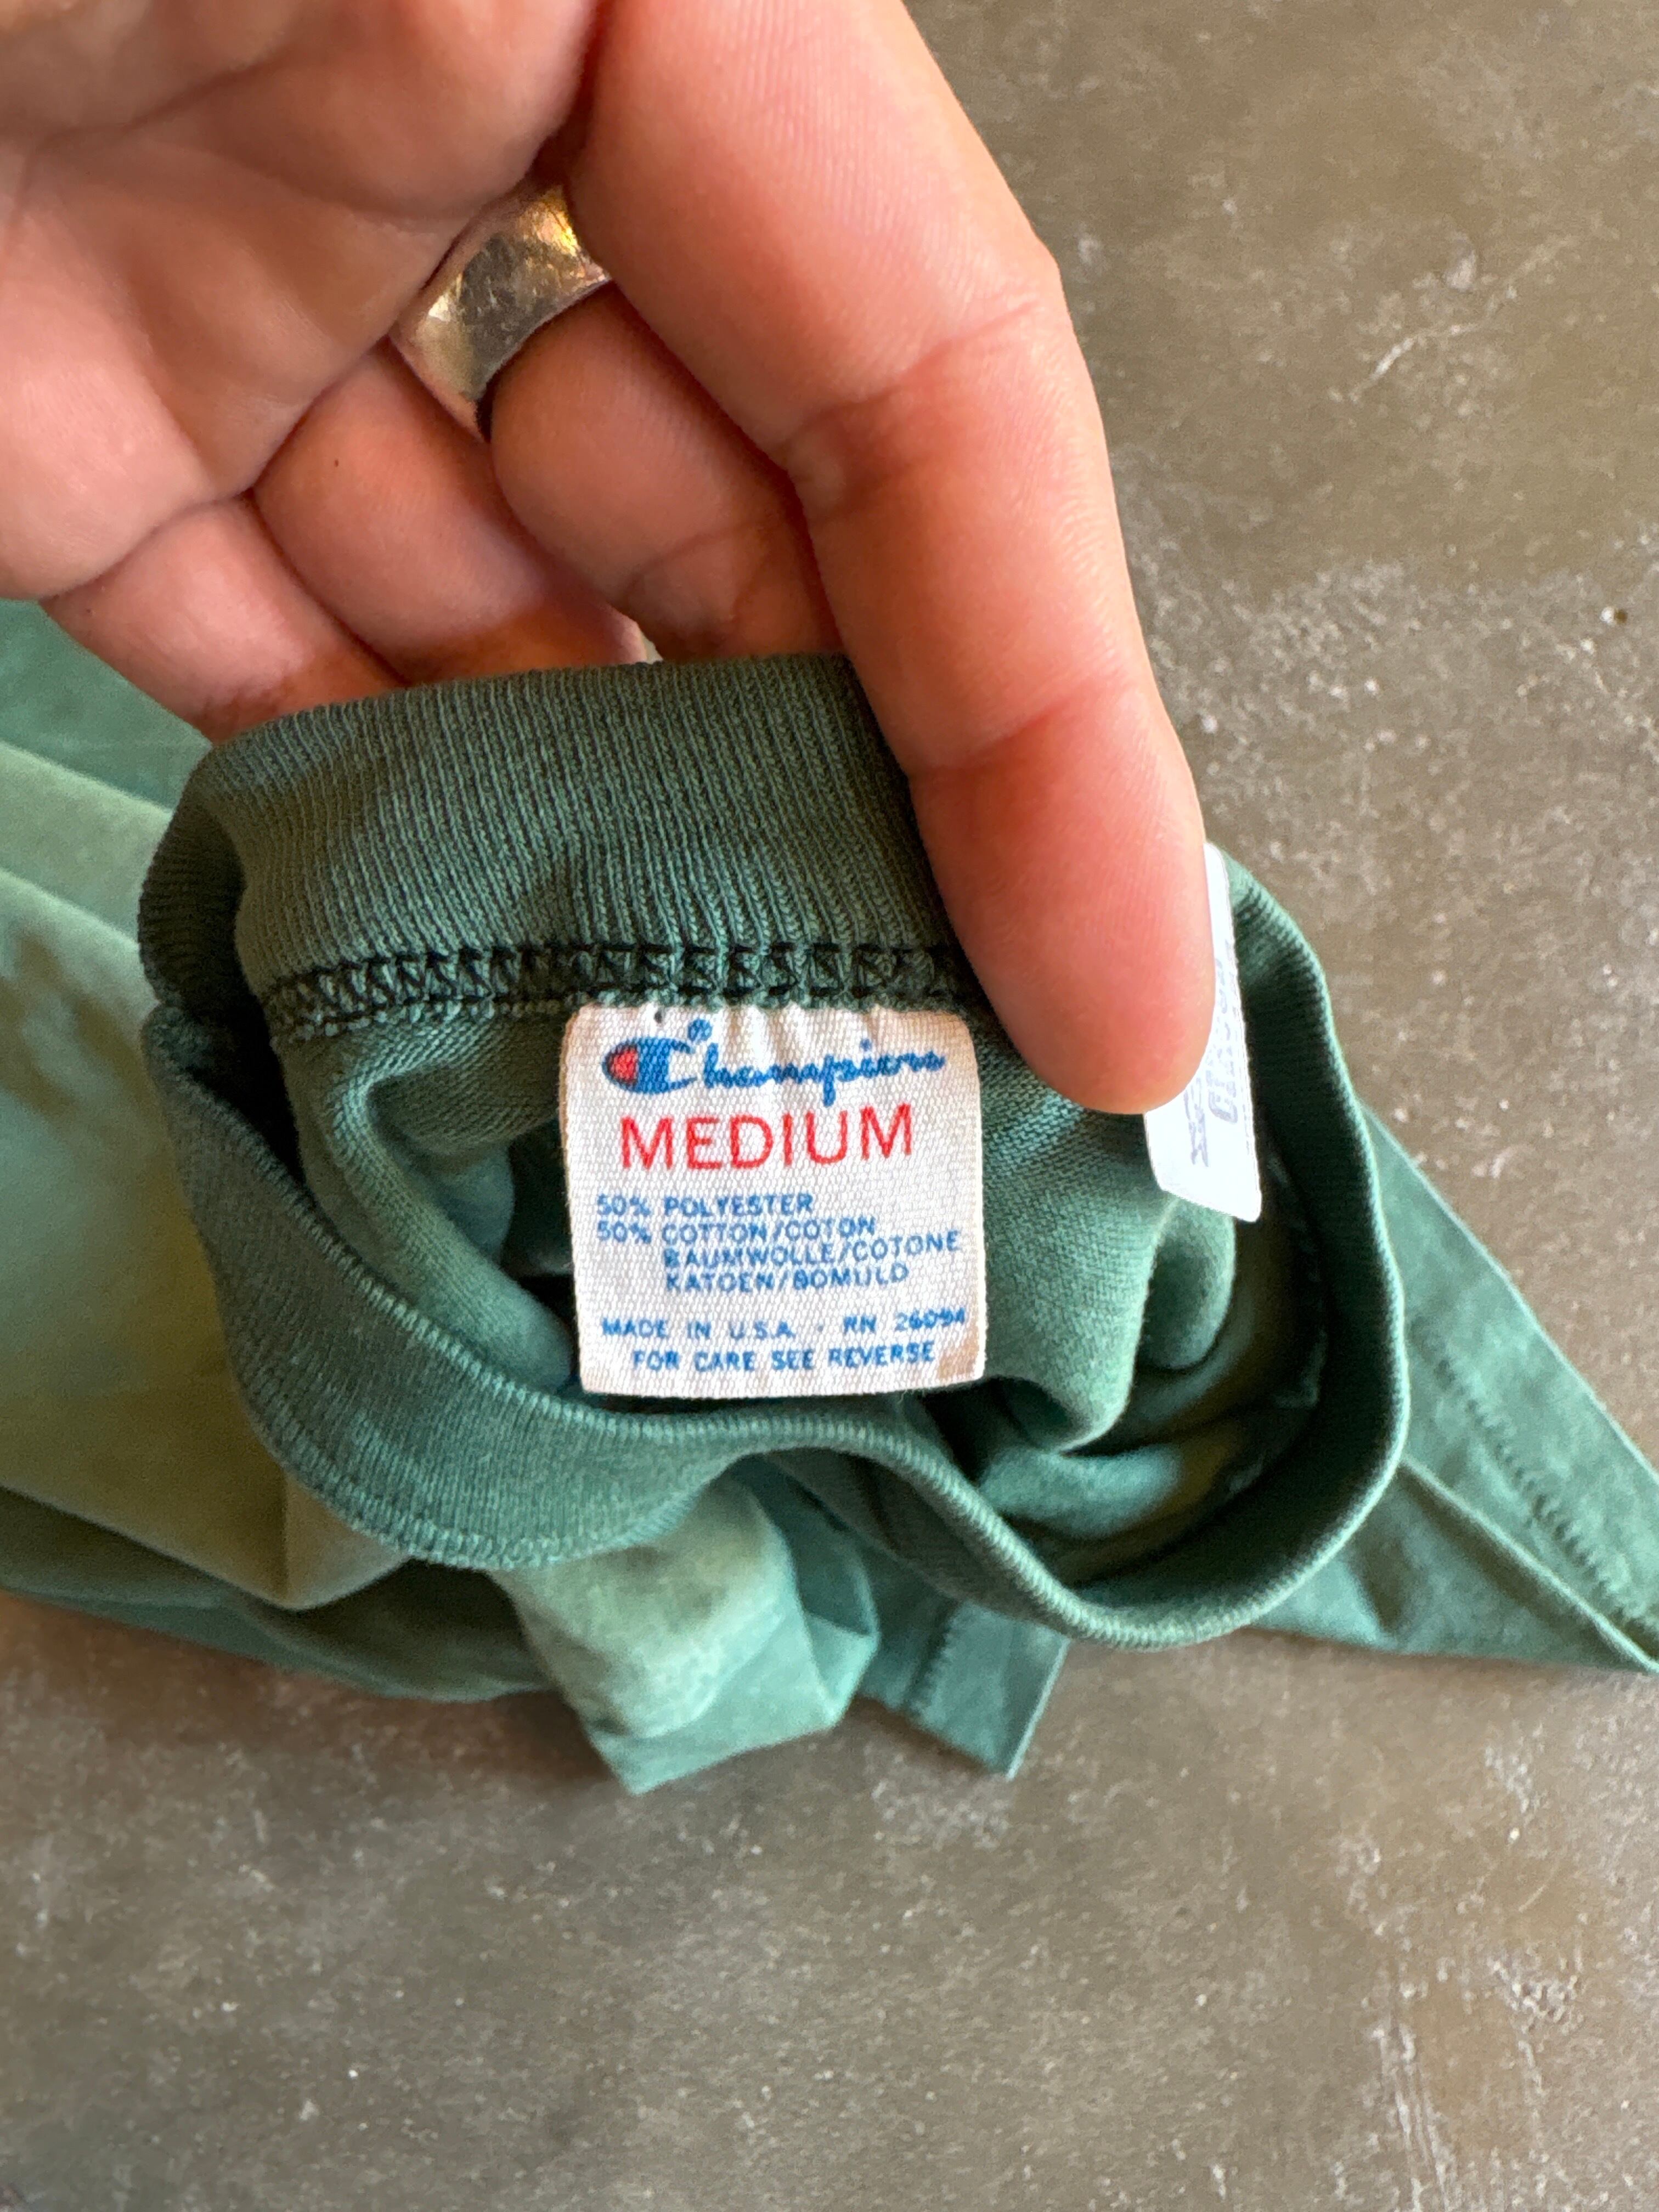 Champion
MEDIUM
50% POLYESTER
50% COTTON/COTON
BAUMWOLLE/COTONE
KATOEN/BOMULD
MADE IN U.S.A. · RN 26094
FOR CARE SEE REVERSE